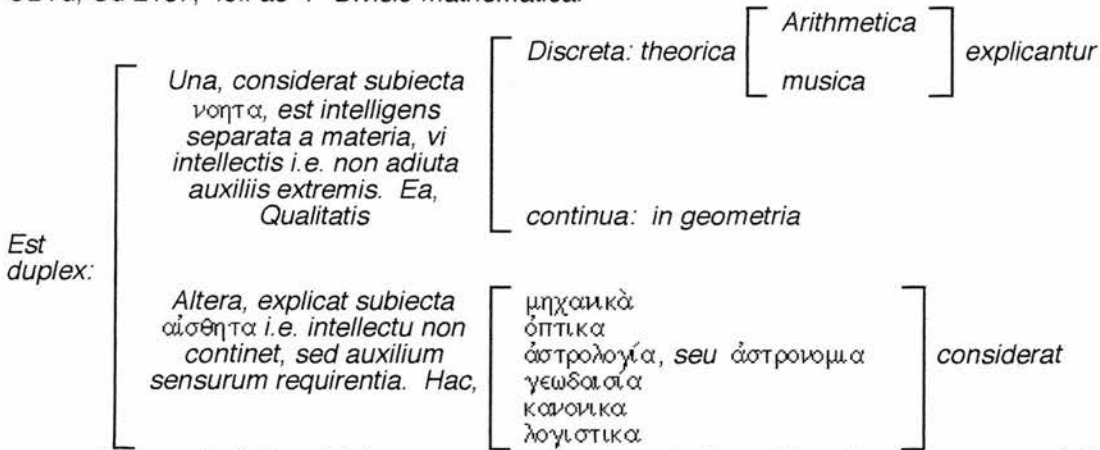 Divisio mathematica.
Est
duplex:
Una, considerat subiecta
νοητα, est intelligens
separata a materia, vi
intellectis i.e. non adiuta
auxiliis extremis. Ea,
Qualitatis
Discreta: theorica
Arithmetica
musica
explicantur
continua: in geometria
Altera, explicat subiecta
αἰσθητα i.e. intellectu non
continet, sed auxilium
sensurum requirentia. Hac,
μηχανικὰ
ὀπτικα
ἀστρολογία, seu ἀστρονομια
γεωδαισία
κανονικα
λογιστικα
considerat